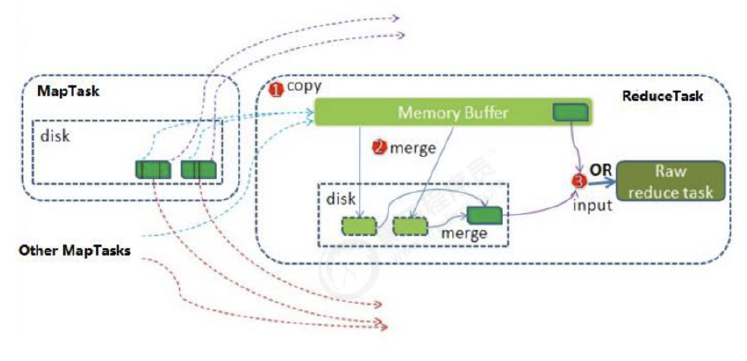 MapTask
disk
1 copy
Memory Buffer
ReduceTask
2 merge
OR
3
input
Raw
reduce task
disk
merge
Other MapTasks